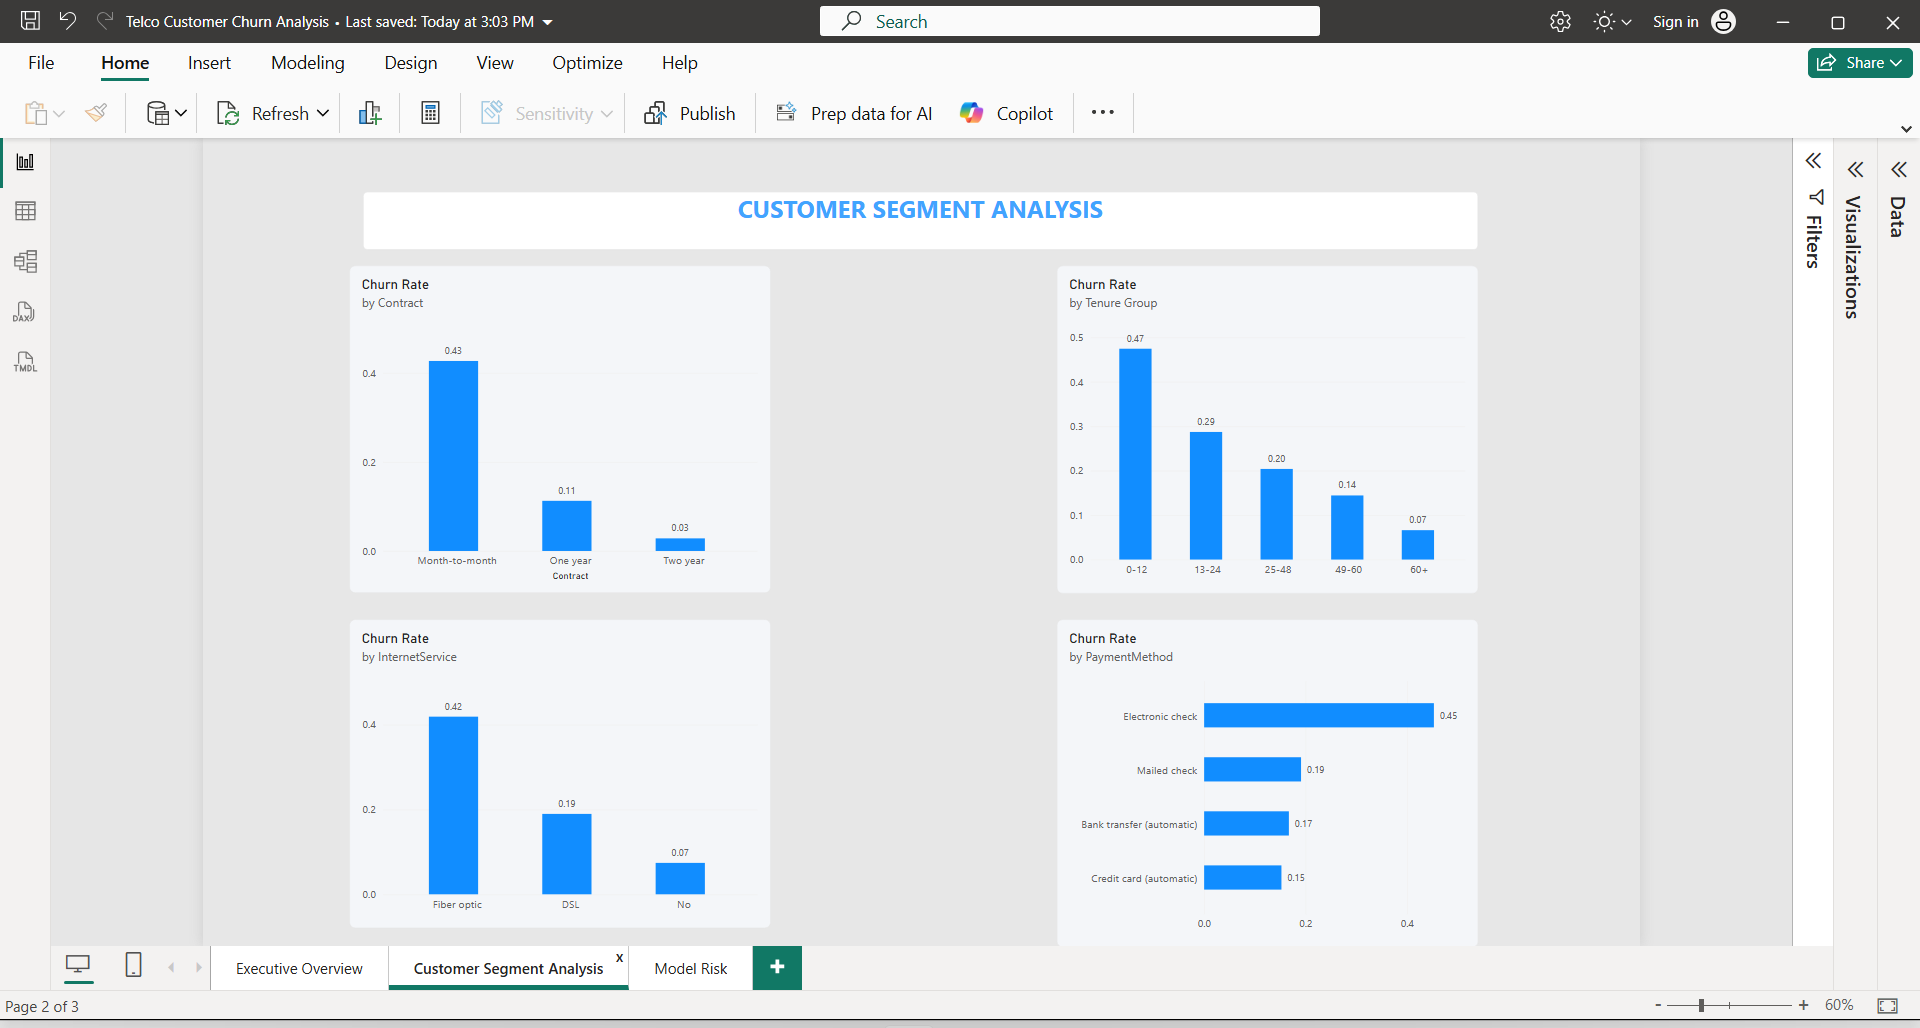 Telco Customer Churn Analysis • Last saved: Today at 3:03 PM
Search
Sign in
File
Home
Insert
Modeling
Design
View
Optimize
Help
Share
Refresh
Sensitivity
Publish
Prep data for AI
Copilot
DAX
TMDL
CUSTOMER SEGMENT ANALYSIS
Churn Rate
by Contract
0.4
0.2
0.0
0.43
0.11
0.03
Month-to-month
One year
Two year
Contract
Churn Rate
by Tenure Group
0.5
0.4
0.3
0.2
0.1
0.0
0.47
0.29
0.20
0.14
0.07
0-12
13-24
25-48
49-60
60+
Churn Rate
by InternetService
0.4
0.2
0.0
0.42
0.19
0.07
Fiber optic
DSL
No
Churn Rate
by PaymentMethod
Electronic check
0.45
Mailed check
0.19
Bank transfer (automatic)
0.17
Credit card (automatic)
0.15
0.0
0.2
0.4
Filters
Visualizations
Data
Executive Overview
Customer Segment Analysis
x
Model Risk
+
Page 2 of 3
-
+
60%